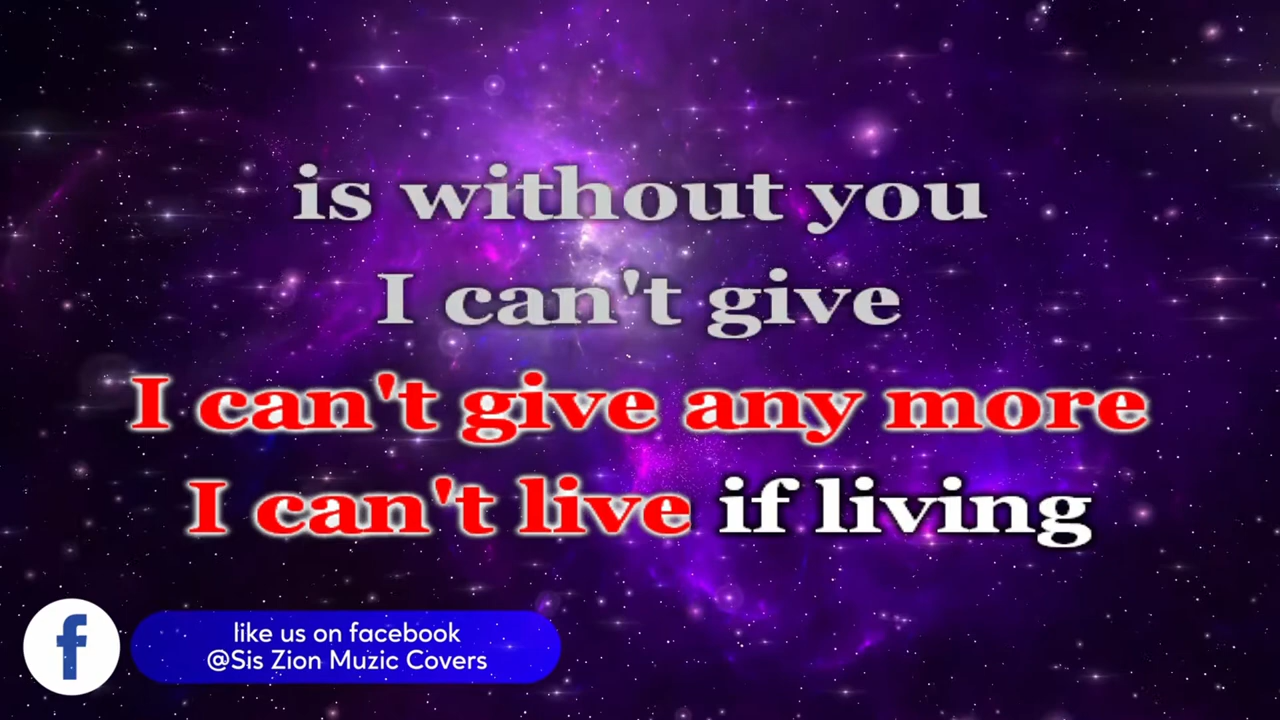 is without you
I can't give
I can't give any more
I can't live if living
f
like us on facebook
@Sis Zion Muzic Covers